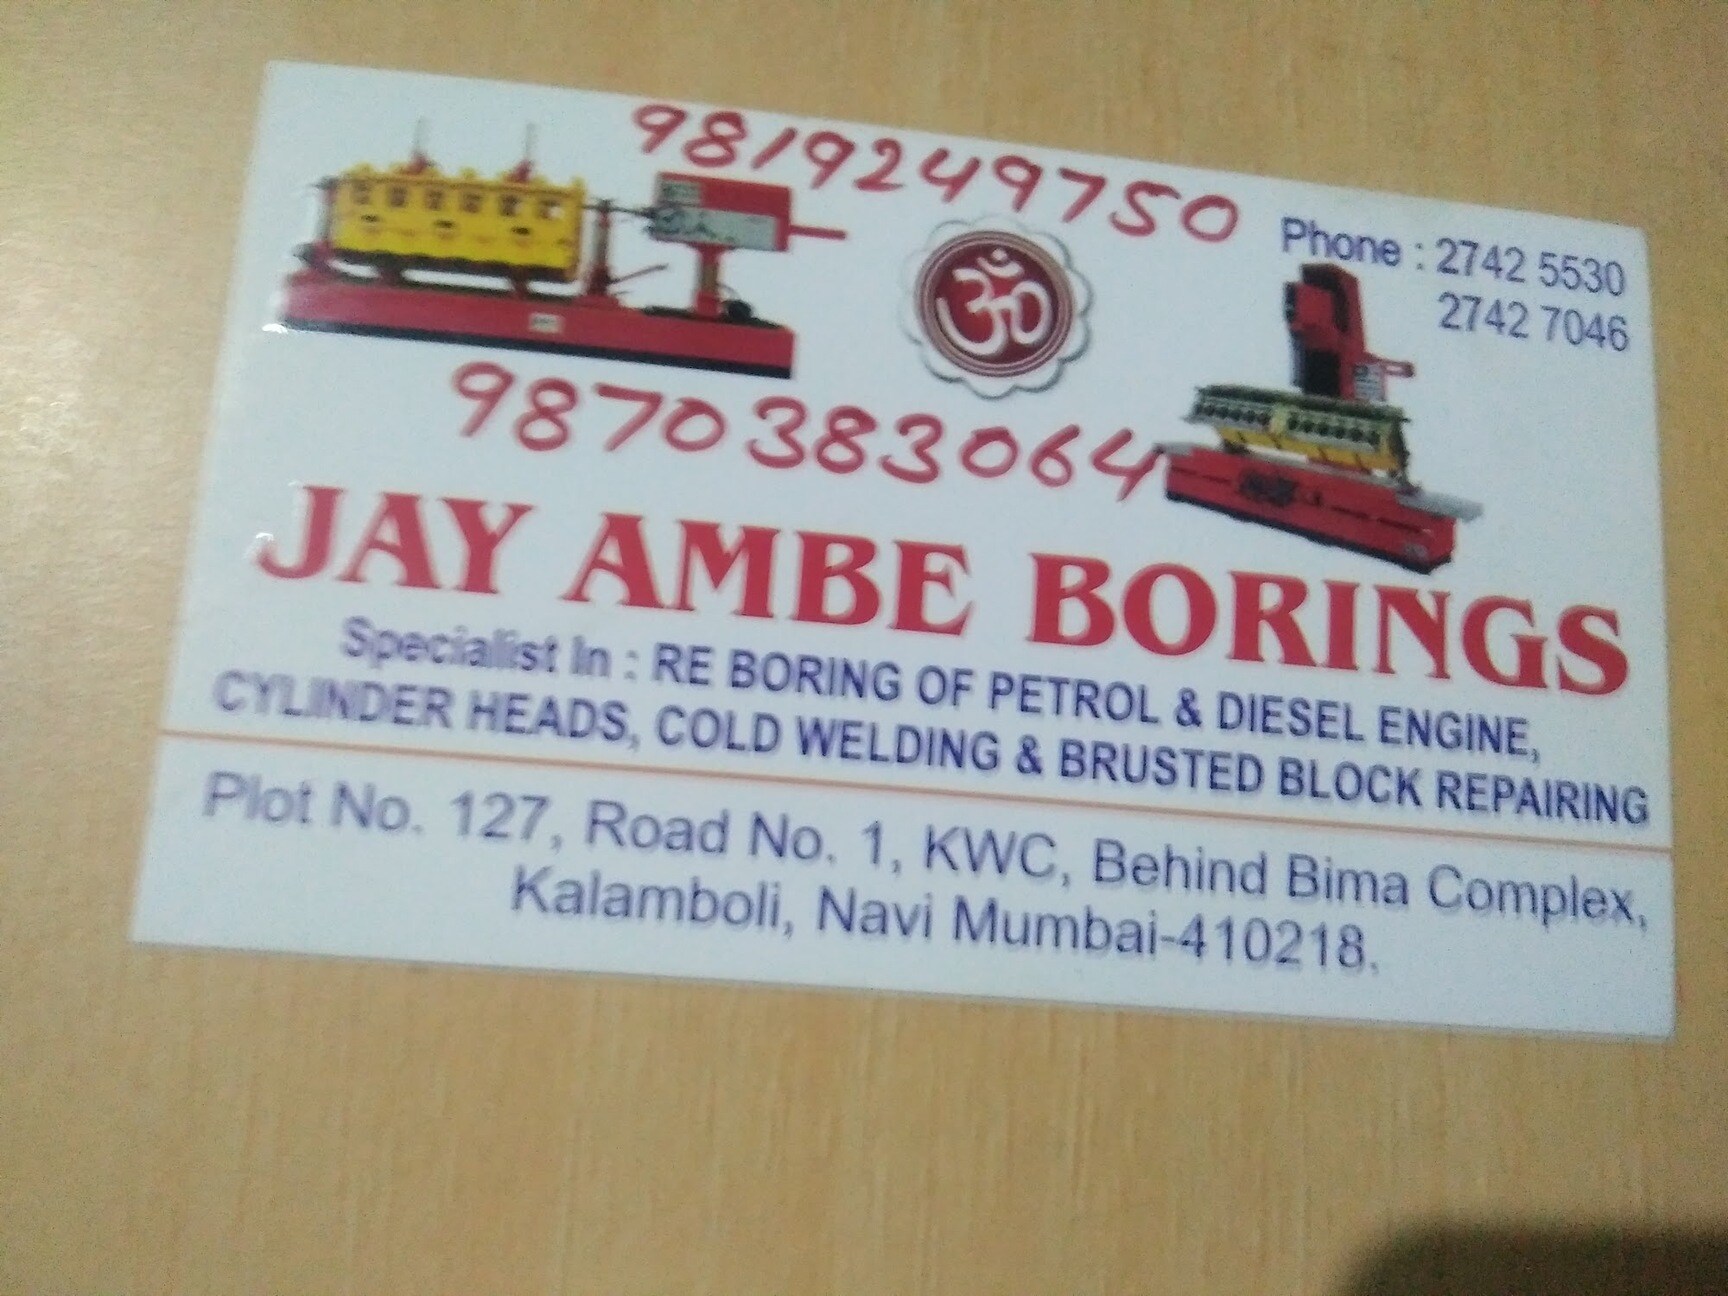 9819249750
Phone : 2742 5530
2742 7046
ॐ
9870383064
JAY AMBE BORINGS
Specialist In : RE BORING OF PETROL & DIESEL ENGINE,
CYLINDER HEADS, COLD WELDING & BRUSTED BLOCK REPAIRING
Plot No. 127, Road No. 1, KWC, Behind Bima Complex,
Kalamboli, Navi Mumbai-410218.